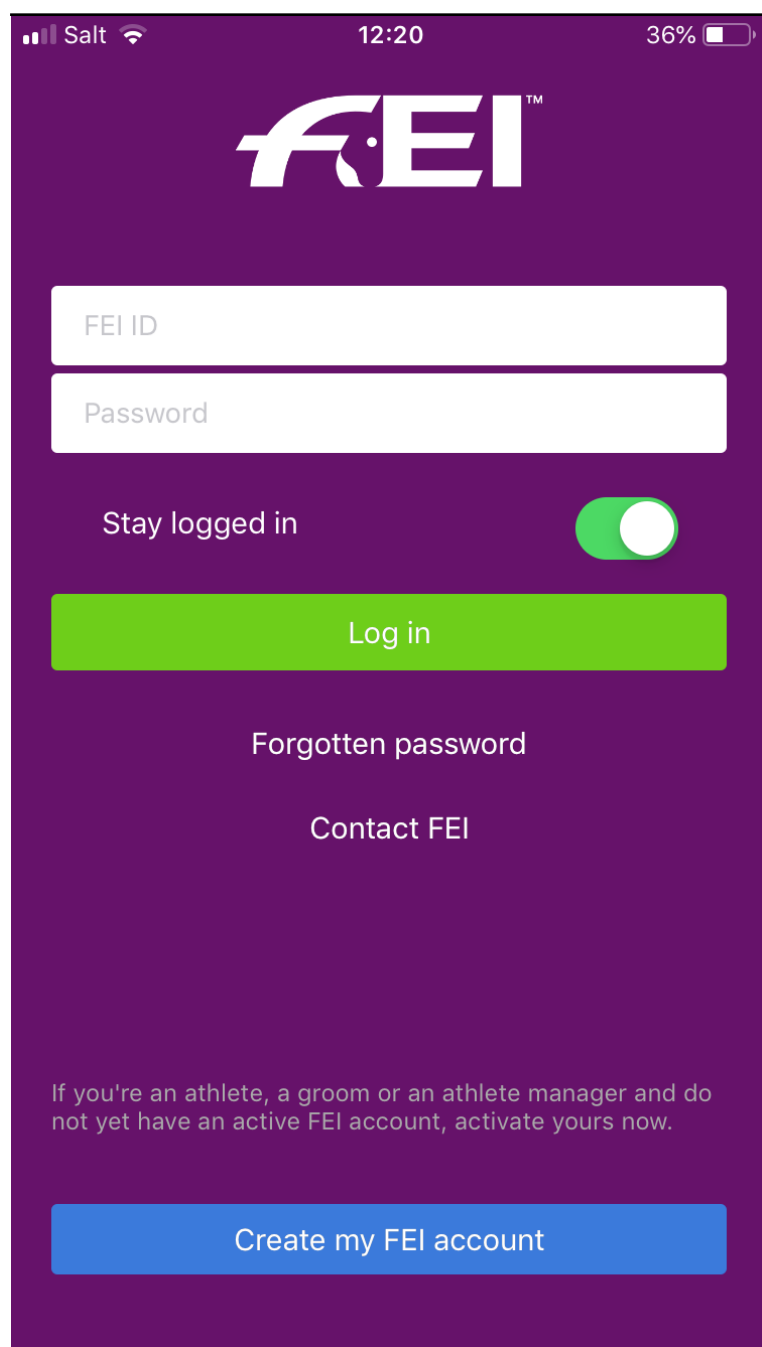 Salt 12:20 36%
FEI™
FEI ID
Password
Stay logged in
Log in
Forgotten password
Contact FEI
If you're an athlete, a groom or an athlete manager and do
not yet have an active FEI account, activate yours now.
Create my FEI account